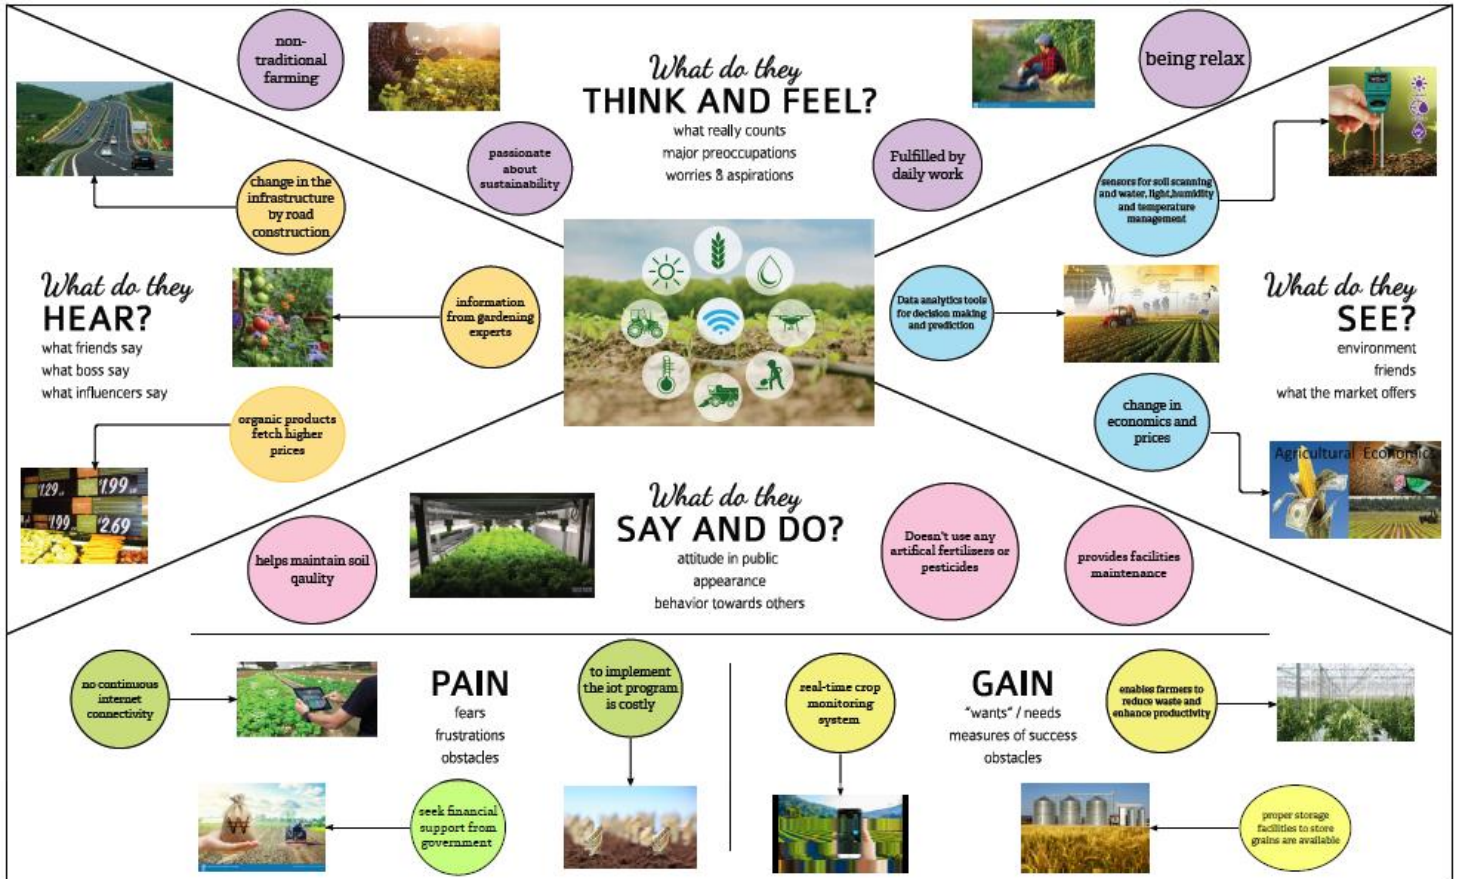 non-
traditional
farming
passionate
about
sustainability
What do they
THINK AND FEEL?
what really counts
major preoccupations
worries & aspirations
being relax
Fulfilled by
daily work
change in the
infrastructure
by road
construction
What do they
HEAR?
what friends say
what boss say
what influencers say
information
from gardening
experts
organic products
fetch higher
prices
$1.29
$1.99
1.99
$2.69
sensors for soil scanning
and water, light,humidity
and temperature
management
Data analytics tools
for decision making
and prediction
What do they
SEE?
environment
friends
what the market offers
change in
economics and
prices
Agricultural Economics
What do they
SAY AND DO?
attitude in public
appearance
behavior towards others
helps maintain soil
qaulity
Doesn't use any
artifical fertilisers or
pesticides
provides facilities
maintenance
no continuous
internet
connectivity
PAIN
fears
frustrations
obstacles
to implement
the iot program
is costly
seek financial
support from
government
₩
real-time crop
monitoring
system
GAIN
"wants" / needs
measures of success
obstacles
enables farmers to
reduce waste and
enhance productivity
proper storage
facilities to store
grains are available